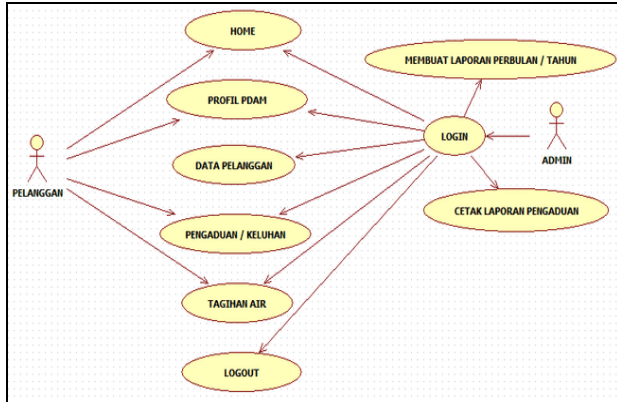 HOME
MEMBUAT LAPORAN PERBULAN / TAHUN
PROFIL PDAM
LOGIN
ADMIN
DATA PELANGGAN
PELANGGAN
CETAK LAPORAN PENGADUAN
PENGADUAN / KELUHAN
TAGIHAN AIR
LOGOUT